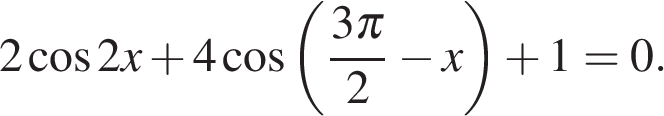 2 cos 2x + 4 cos (3π/2 − x) + 1 = 0.